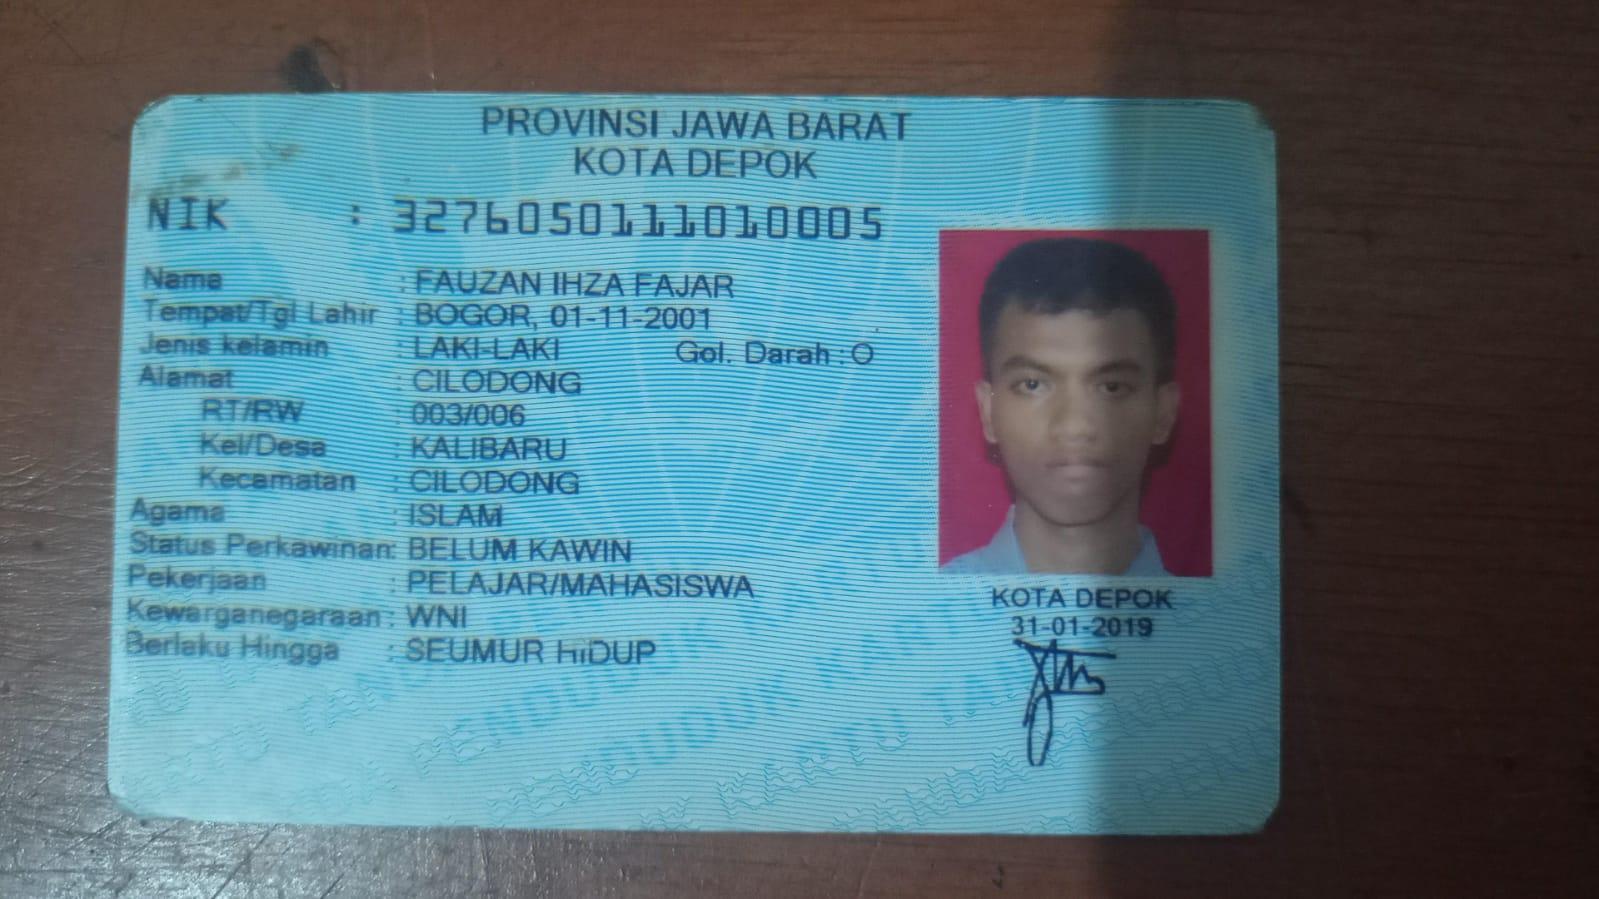 PROVINSI JAWA BARAT
KOTA DEPOK
NIK : 3276050111010005
Nama : FAUZAN IHZA FAJAR
Tempat/Tgl Lahir : BOGOR, 01-11-2001
Jenis kelamin : LAKI-LAKI Gol. Darah : O
Alamat : CILODONG
RT/RW : 003/006
Kel/Desa : KALIBARU
Kecamatan : CILODONG
Agama : ISLAM
Status Perkawinan: BELUM KAWIN
Pekerjaan : PELAJAR/MAHASISWA
Kewarganegaraan : WNI
Berlaku Hingga : SEUMUR HIDUP
KOTA DEPOK
31-01-2019